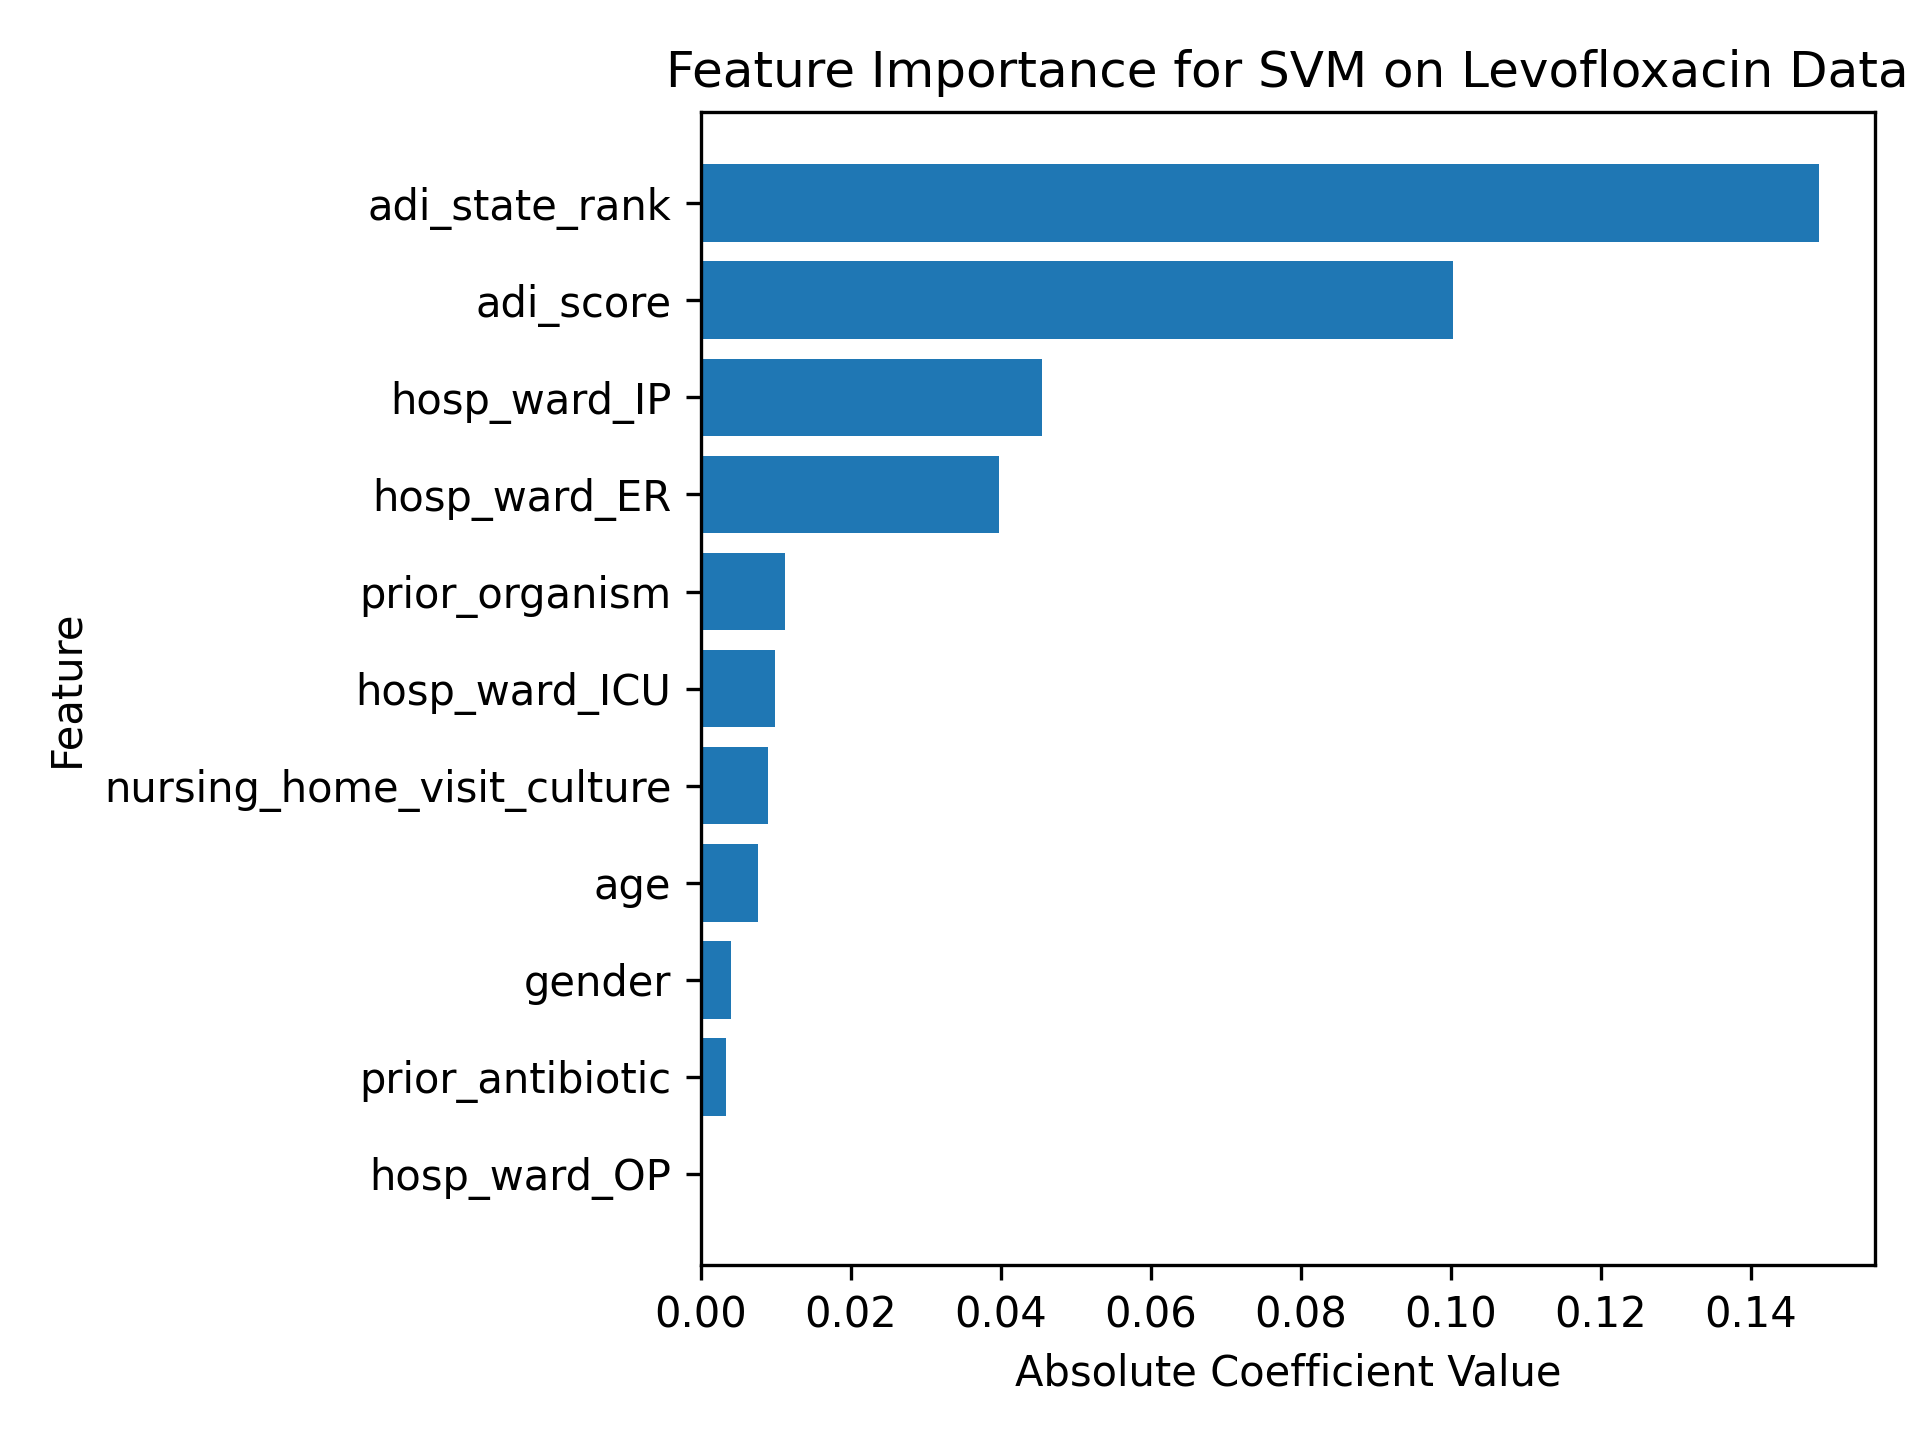 Feature Importance for SVM on Levofloxacin Data
adi_state_rank
adi_score
hosp_ward_IP
hosp_ward_ER
prior_organism
hosp_ward_ICU
nursing_home_visit_culture
age
gender
prior_antibiotic
hosp_ward_OP
Feature
0.00 0.02 0.04 0.06 0.08 0.10 0.12 0.14
Absolute Coefficient Value